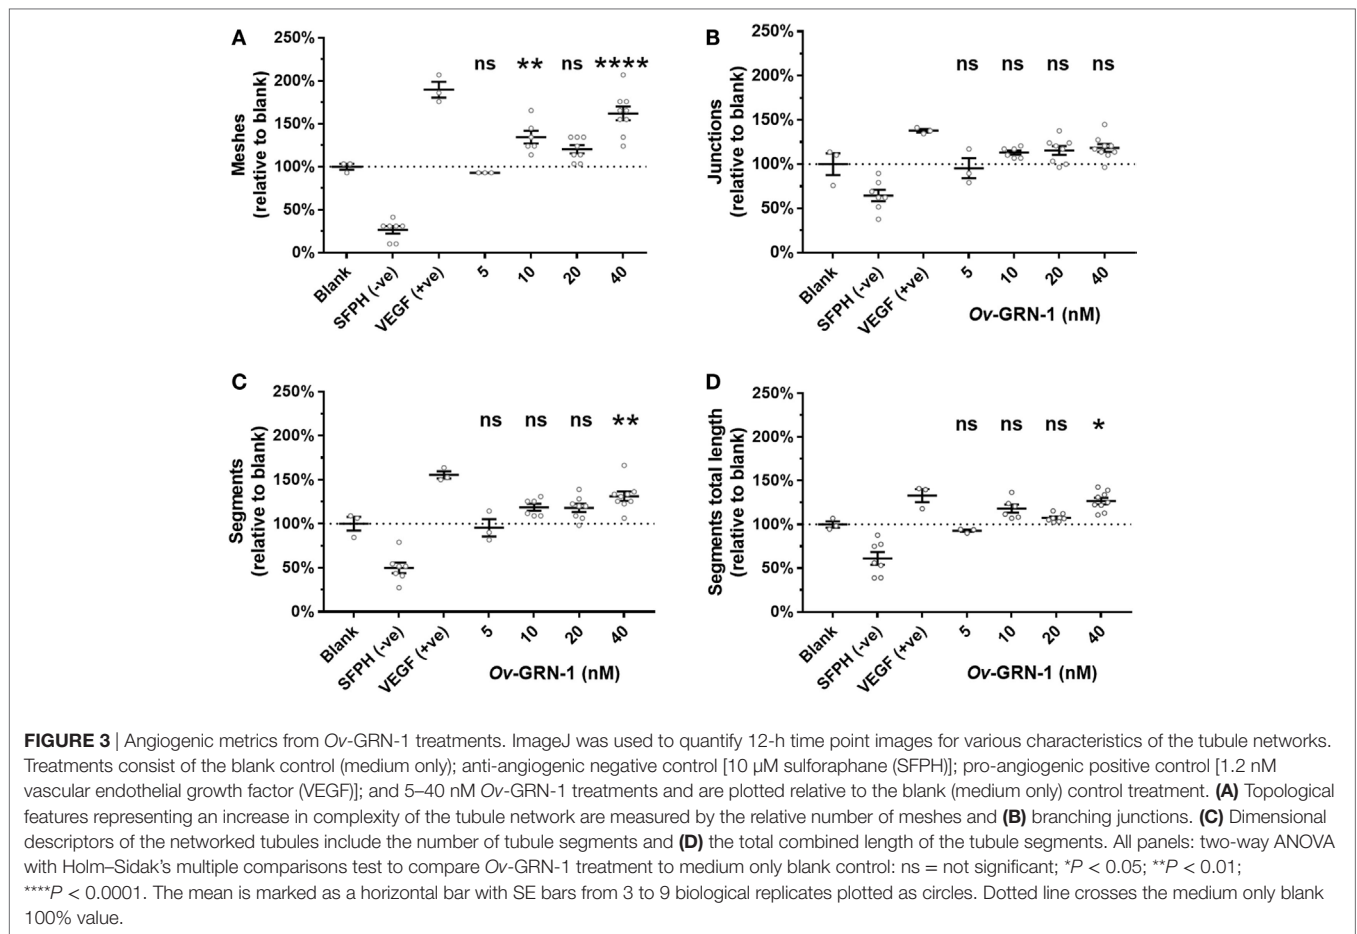 A
250%
200%
150%
100%
50%
0%
Meshes
(relative to blank)
ns ** ns ****
Blank
SFPH (-ve)
VEGF (+ve)
5
10
20
40
B
250%
200%
150%
100%
50%
0%
Junctions
(relative to blank)
ns ns ns ns
Blank
SFPH (-ve)
VEGF (+ve)
5
10
20
40
Ov-GRN-1 (nM)
C
250%
200%
150%
100%
50%
0%
Segments
(relative to blank)
ns ns ns **
Blank
SFPH (-ve)
VEGF (+ve)
5
10
20
40
Ov-GRN-1 (nM)
D
250%
200%
150%
100%
50%
0%
Segments total length
(relative to blank)
ns ns ns *
Blank
SFPH (-ve)
VEGF (+ve)
5
10
20
40
Ov-GRN-1 (nM)
FIGURE 3 | Angiogenic metrics from Ov-GRN-1 treatments. ImageJ was used to quantify 12-h time point images for various characteristics of the tubule networks.
Treatments consist of the blank control (medium only); anti-angiogenic negative control [10 µM sulforaphane (SFPH)]; pro-angiogenic positive control [1.2 nM
vascular endothelial growth factor (VEGF)]; and 5–40 nM Ov-GRN-1 treatments and are plotted relative to the blank (medium only) control treatment. (A) Topological
features representing an increase in complexity of the tubule network are measured by the relative number of meshes and (B) branching junctions. (C) Dimensional
descriptors of the networked tubules include the number of tubule segments and (D) the total combined length of the tubule segments. All panels: two-way ANOVA
with Holm–Sidak's multiple comparisons test to compare Ov-GRN-1 treatment to medium only blank control: ns = not significant; *P < 0.05; **P < 0.01;
****P < 0.0001. The mean is marked as a horizontal bar with SE bars from 3 to 9 biological replicates plotted as circles. Dotted line crosses the medium only blank
100% value.